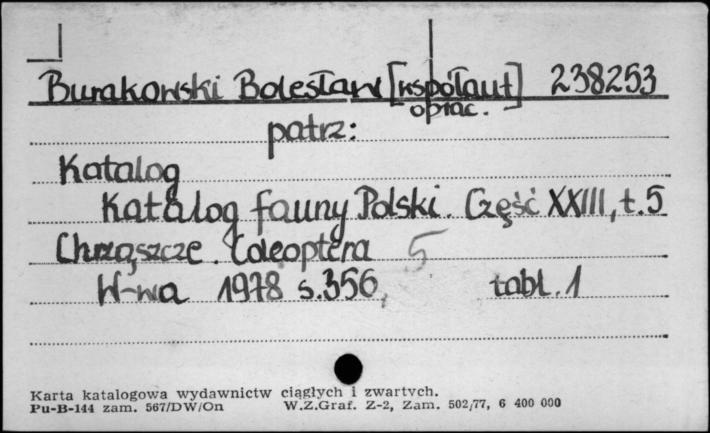 Burakowski Bolesław [współaut] 238253
oprac.
patrz:
Katalog
Katalog fauny Polski. Część XXIII, t.5
Chrząszcze. Coleoptera 5
W-wa 1978 s.356, tabl.1
Karta katalogowa wydawnictw ciągłych i zwartych.
Pu-B-144 zam. 567/DW/On W.Z.Graf. Z-2, Zam. 502/77, 6 400 000